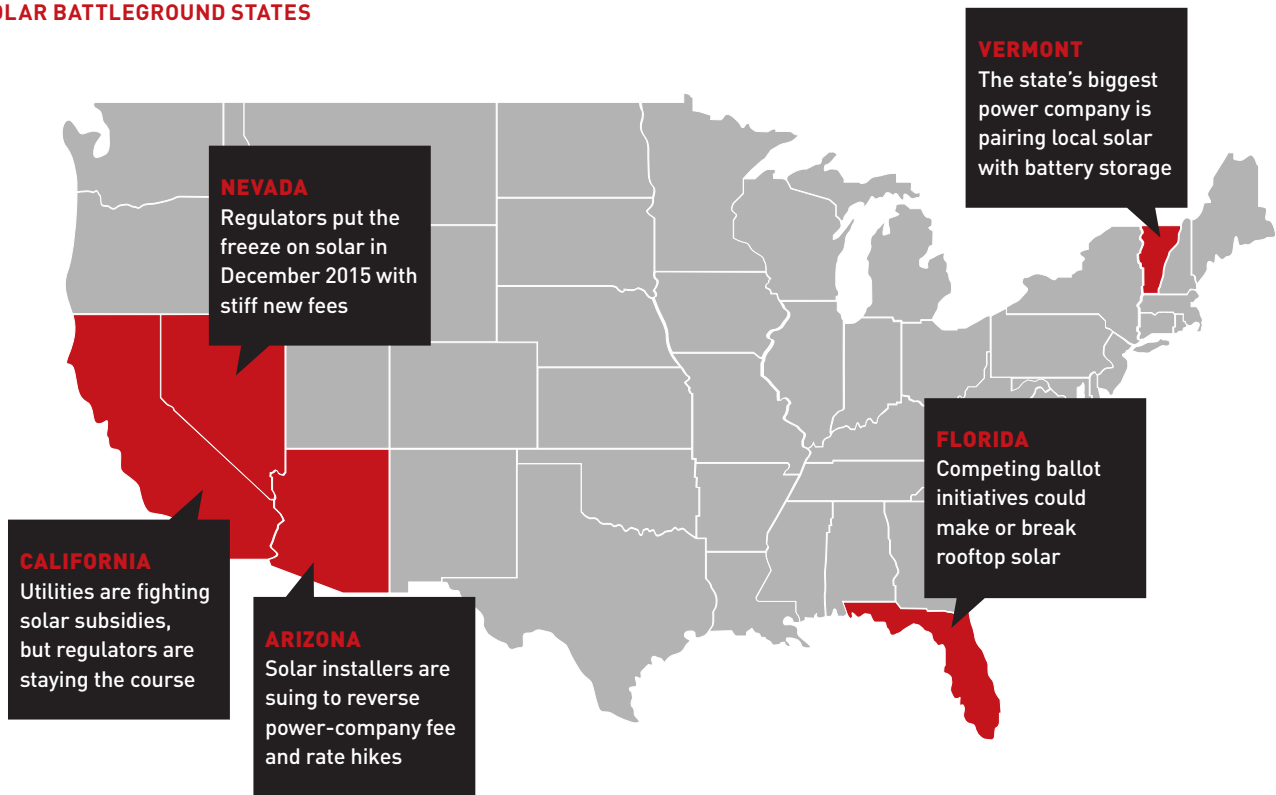 OLAR BATTLEGROUND STATES
VERMONT
The state’s biggest
power company is
pairing local solar
with battery storage
NEVADA
Regulators put the
freeze on solar in
December 2015 with
stiff new fees
FLORIDA
Competing ballot
initiatives could
make or break
rooftop solar
CALIFORNIA
Utilities are fighting
solar subsidies,
but regulators are
staying the course
ARIZONA
Solar installers are
suing to reverse
power-company fee
and rate hikes